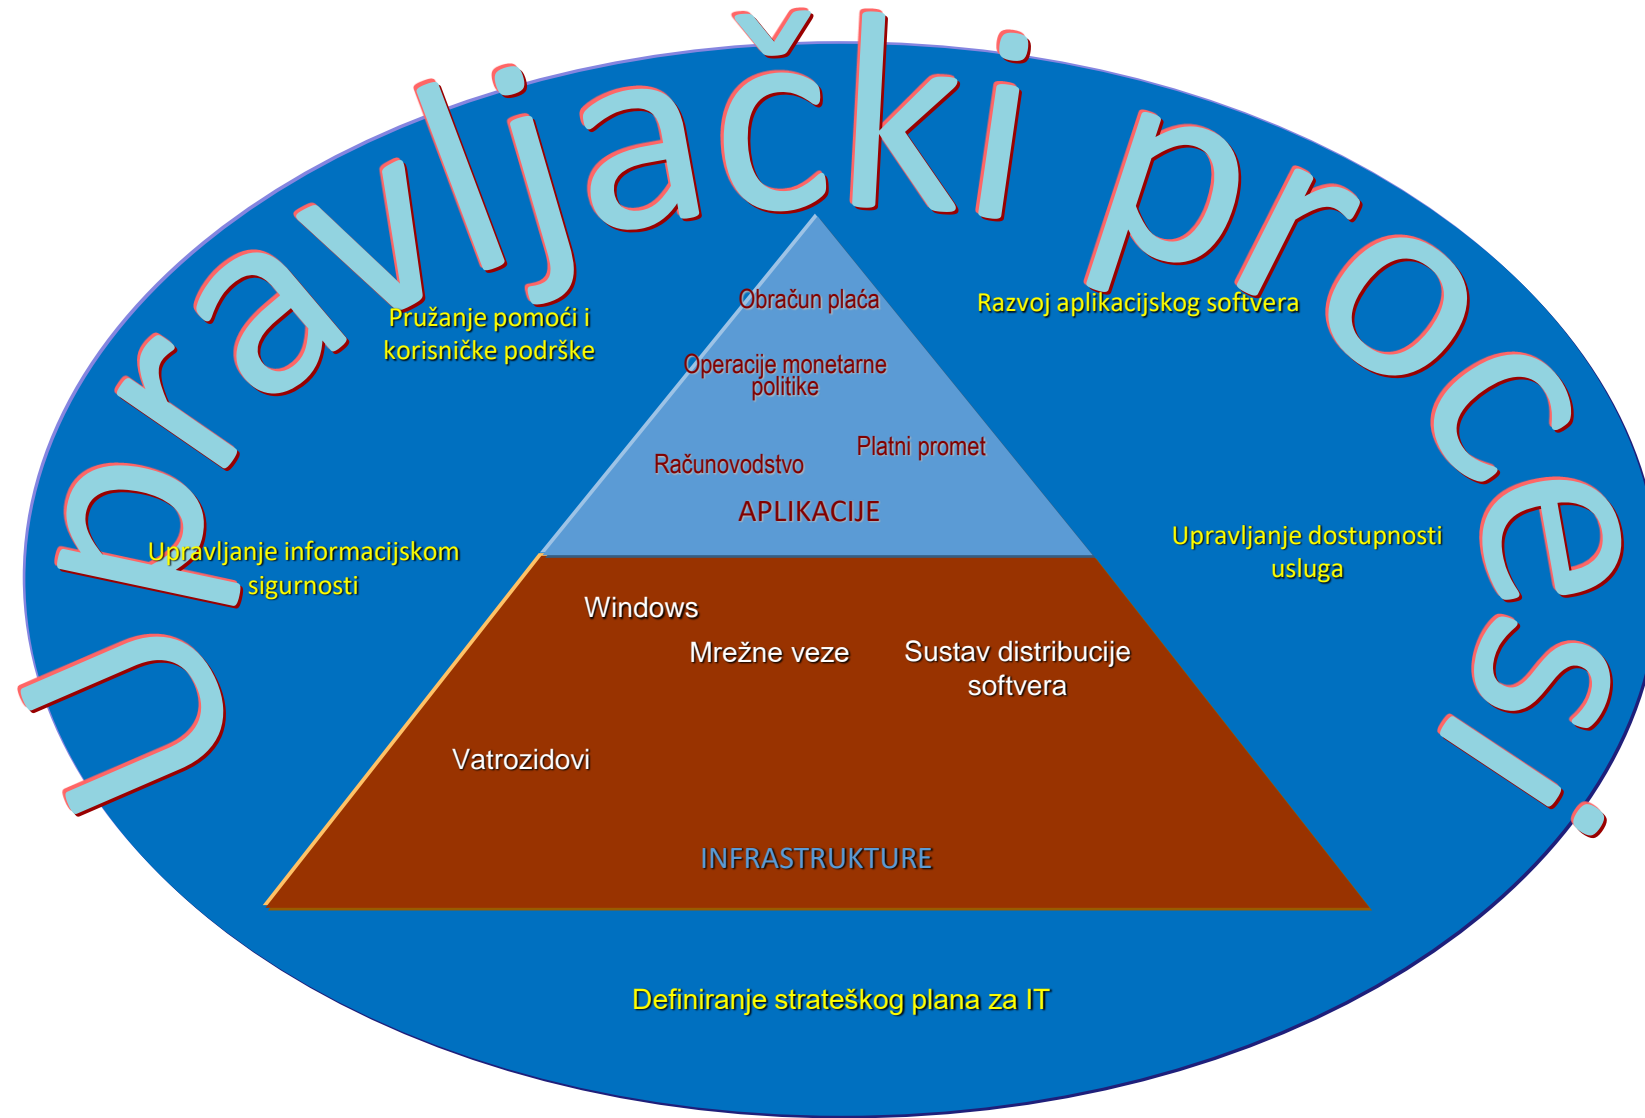 Upravljački procesi
Obračun plaća
Razvoj aplikacijskog softvera
Pružanje pomoći i
korisničke podrške
Operacije monetarne
politike
Platni promet
Računovodstvo
APLIKACIJE
Upravljanje informacijskom
sigurnosti
Upravljanje dostupnosti
usluga
Windows
Mrežne veze
Sustav distribucije
softvera
Vatrozidovi
INFRASTRUKTURE
Definiranje strateškog plana za IT